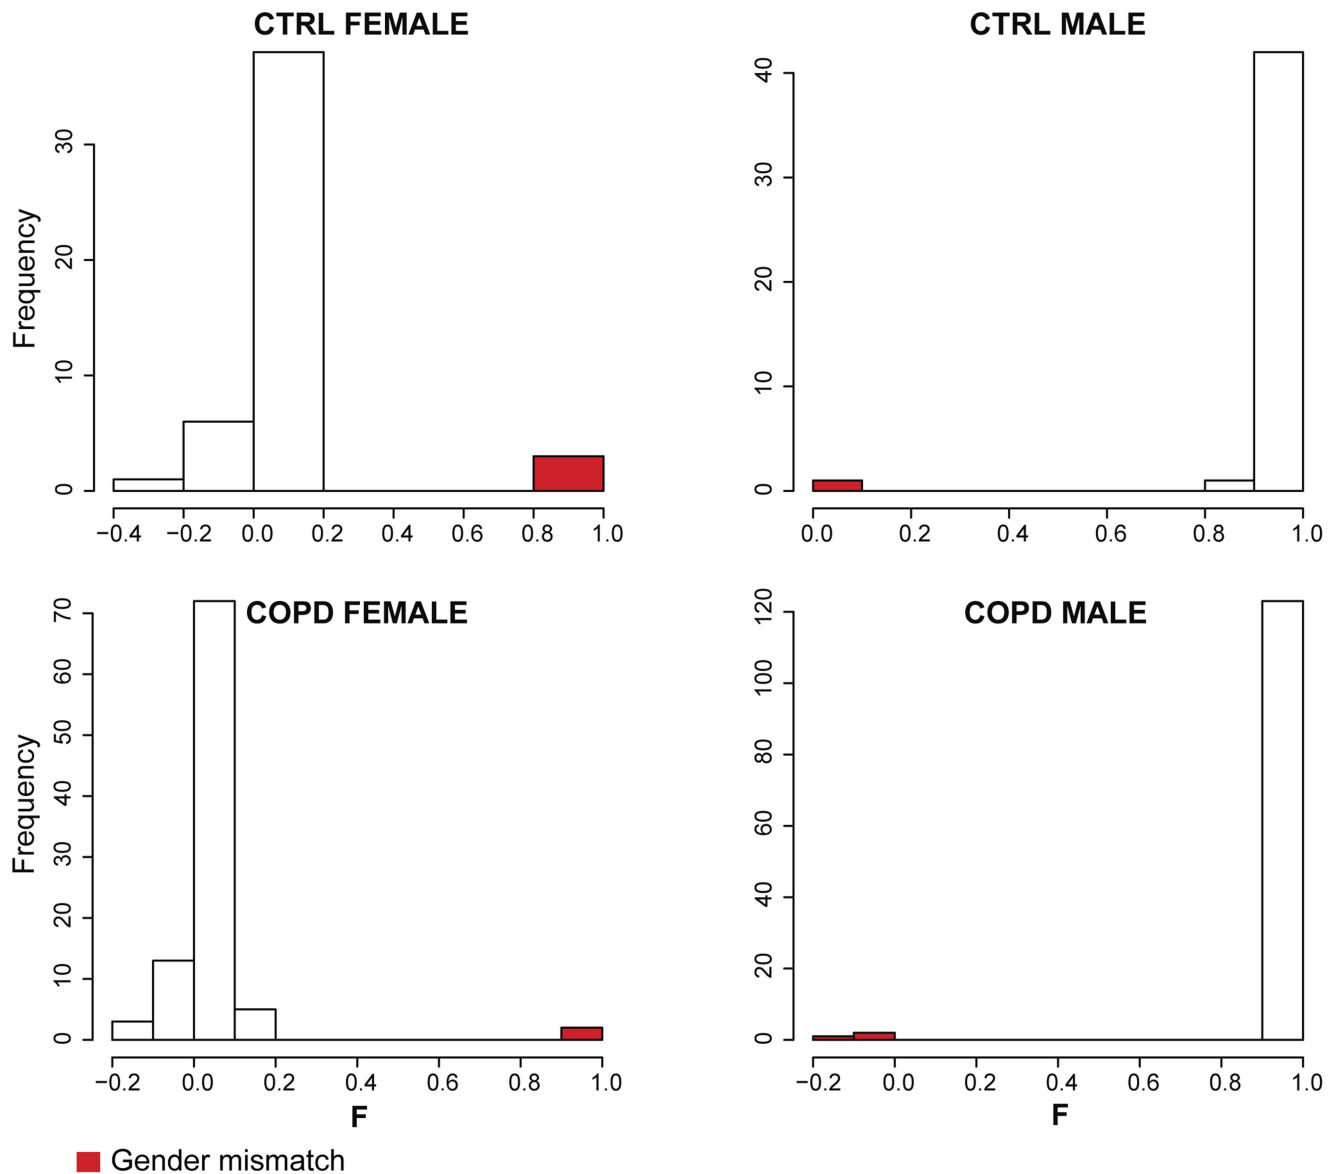 CTRL FEMALE
Frequency
0 10 20 30
−0.4 −0.2 0.0 0.2 0.4 0.6 0.8 1.0
CTRL MALE
0 10 20 30 40
0.0 0.2 0.4 0.6 0.8 1.0
COPD FEMALE
Frequency
0 10 20 30 40 50 60 70
−0.2 0.0 0.2 0.4 0.6 0.8 1.0
F
COPD MALE
0 20 40 60 80 100 120
−0.2 0.0 0.2 0.4 0.6 0.8 1.0
F
Gender mismatch